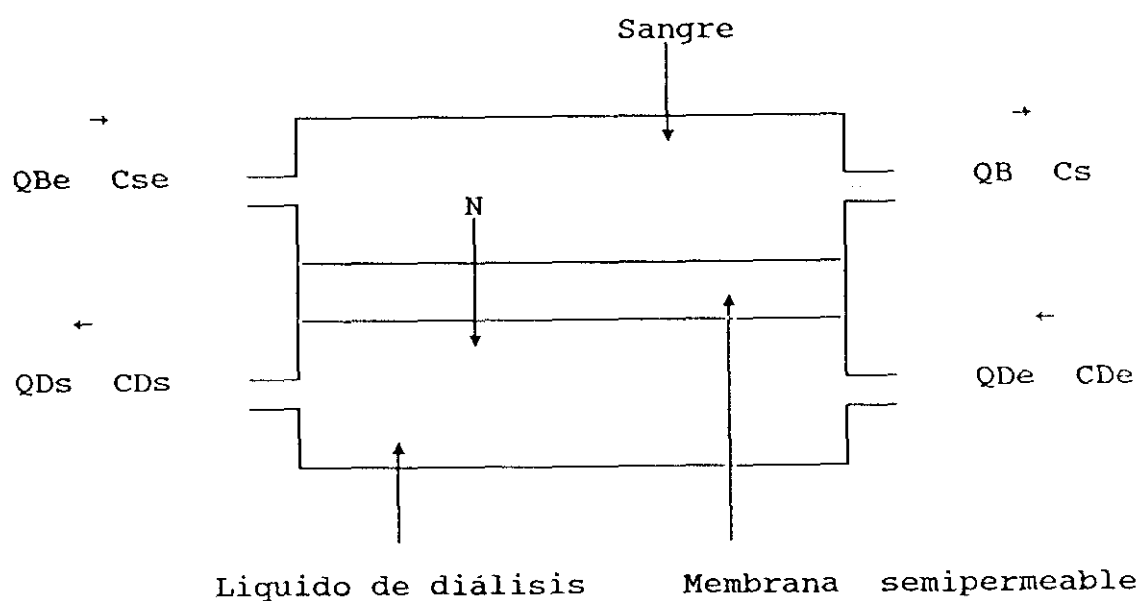 Sangre
→ →
QBe Cse QB Cs
N
← ←
QDs CDs QDe CDe
Liquido de diálisis Membrana semipermeable